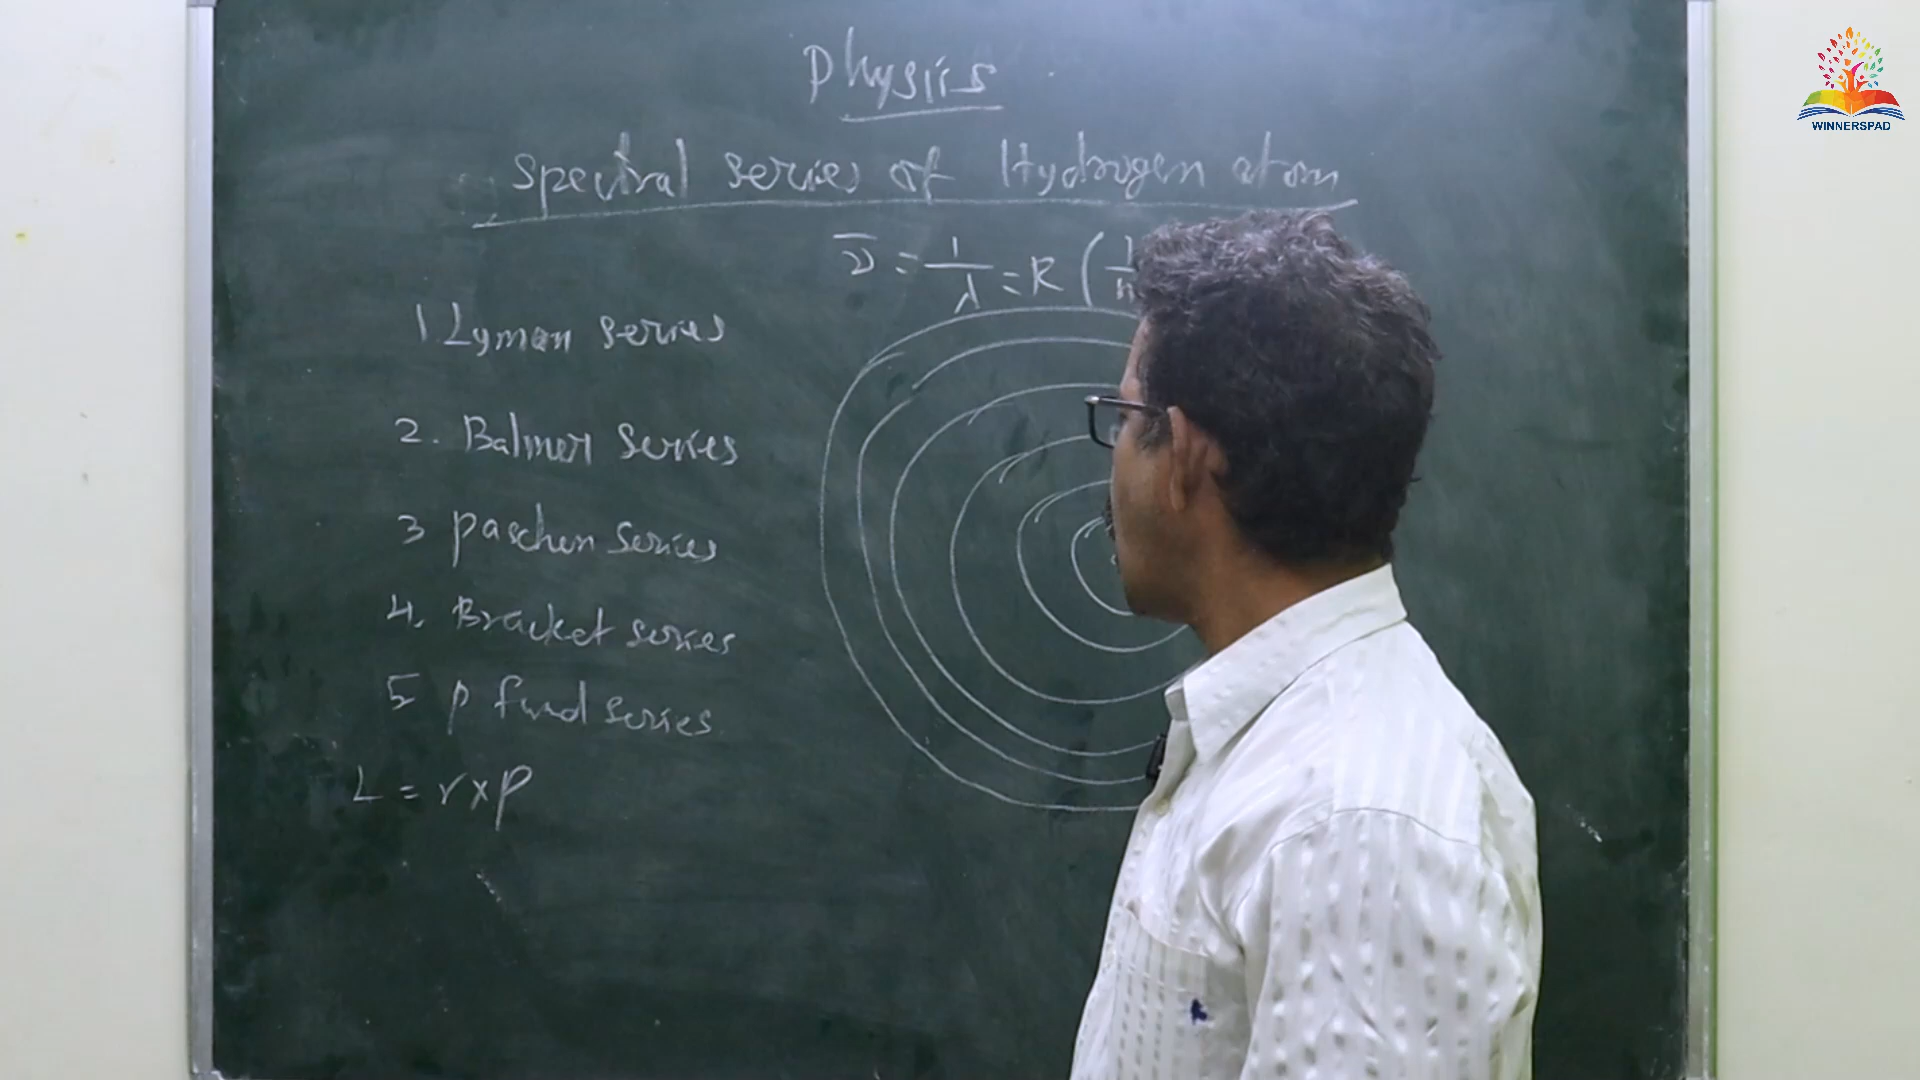 Physics
WINNERSPAD
Spectral series of Hydrogen atom
ν̅ = 1/λ = R (1/n
1. Lyman series
2. Balmer series
3 paschen series
4. Bracket series
5 p fund series
L = r x p